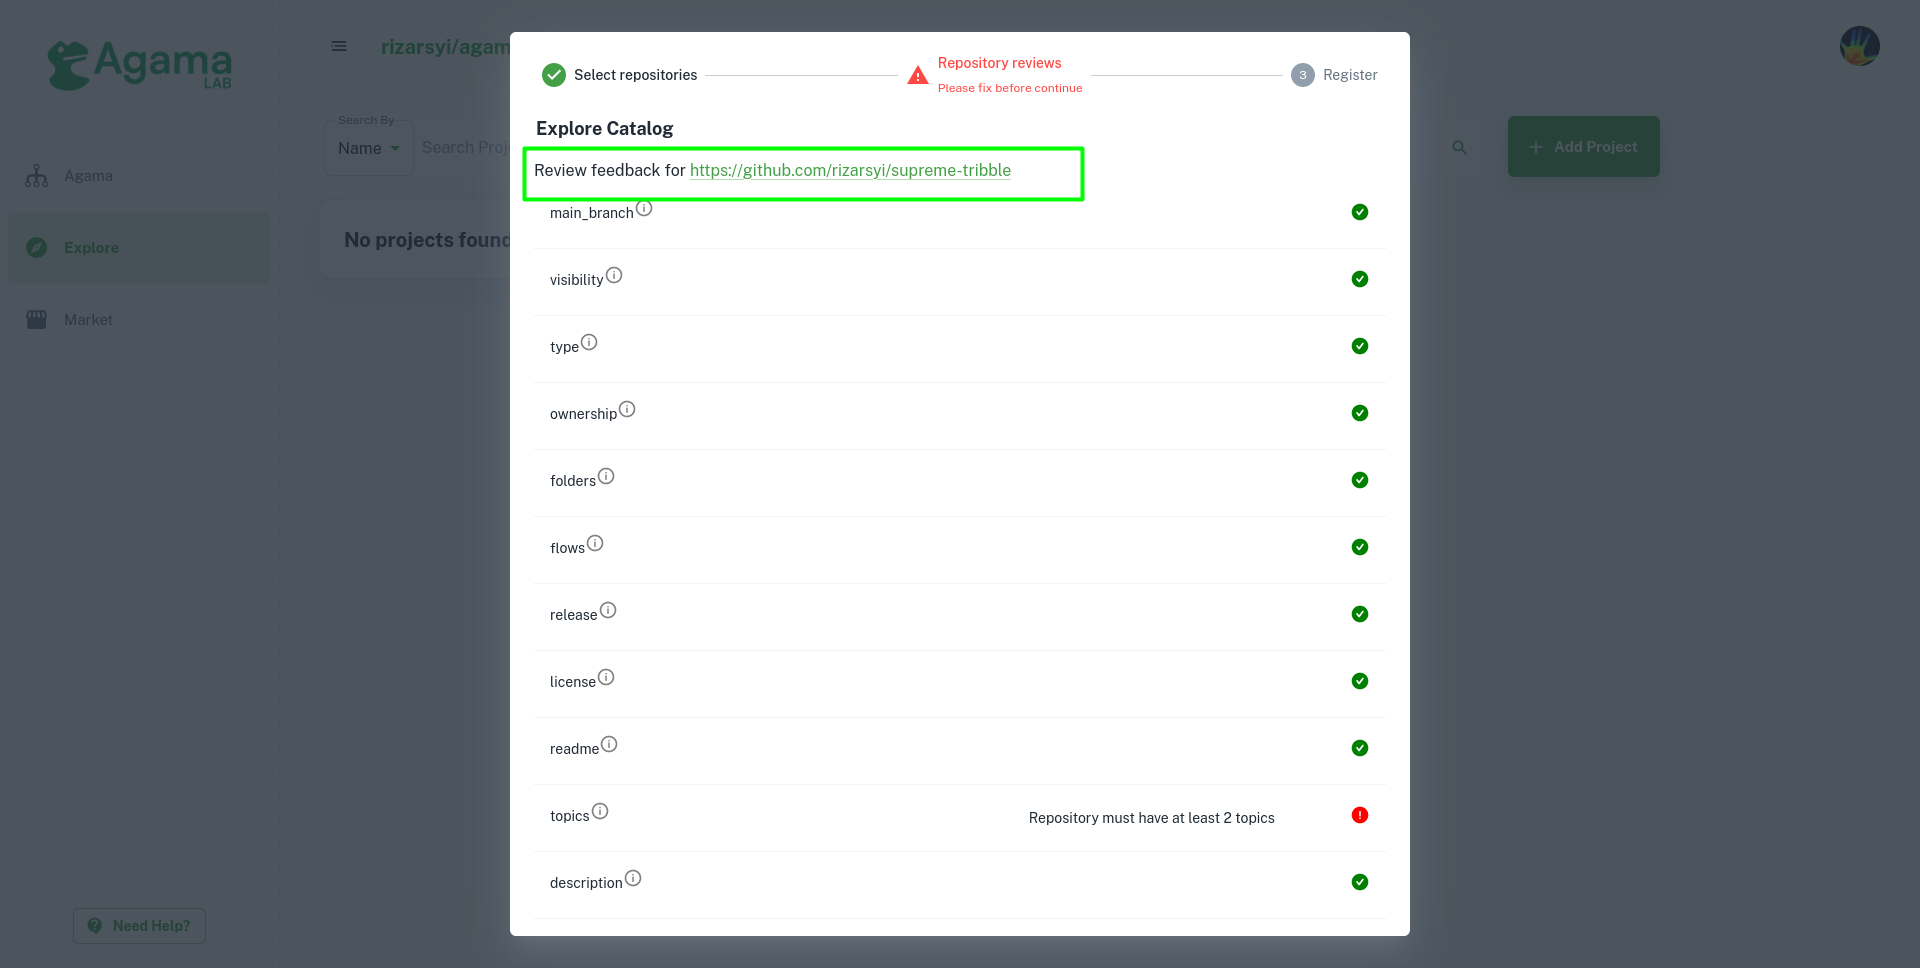 Agama
LAB
rizarsyi/agam
Search By
Name
Search Proj
Add Project
Agama
Explore
Market
No projects found
Need Help?
Select repositories
Repository reviews
Please fix before continue
3
Register
Explore Catalog
Review feedback for https://github.com/rizarsyi/supreme-tribble
main_branch
visibility
type
ownership
folders
flows
release
license
readme
topics
Repository must have at least 2 topics
description